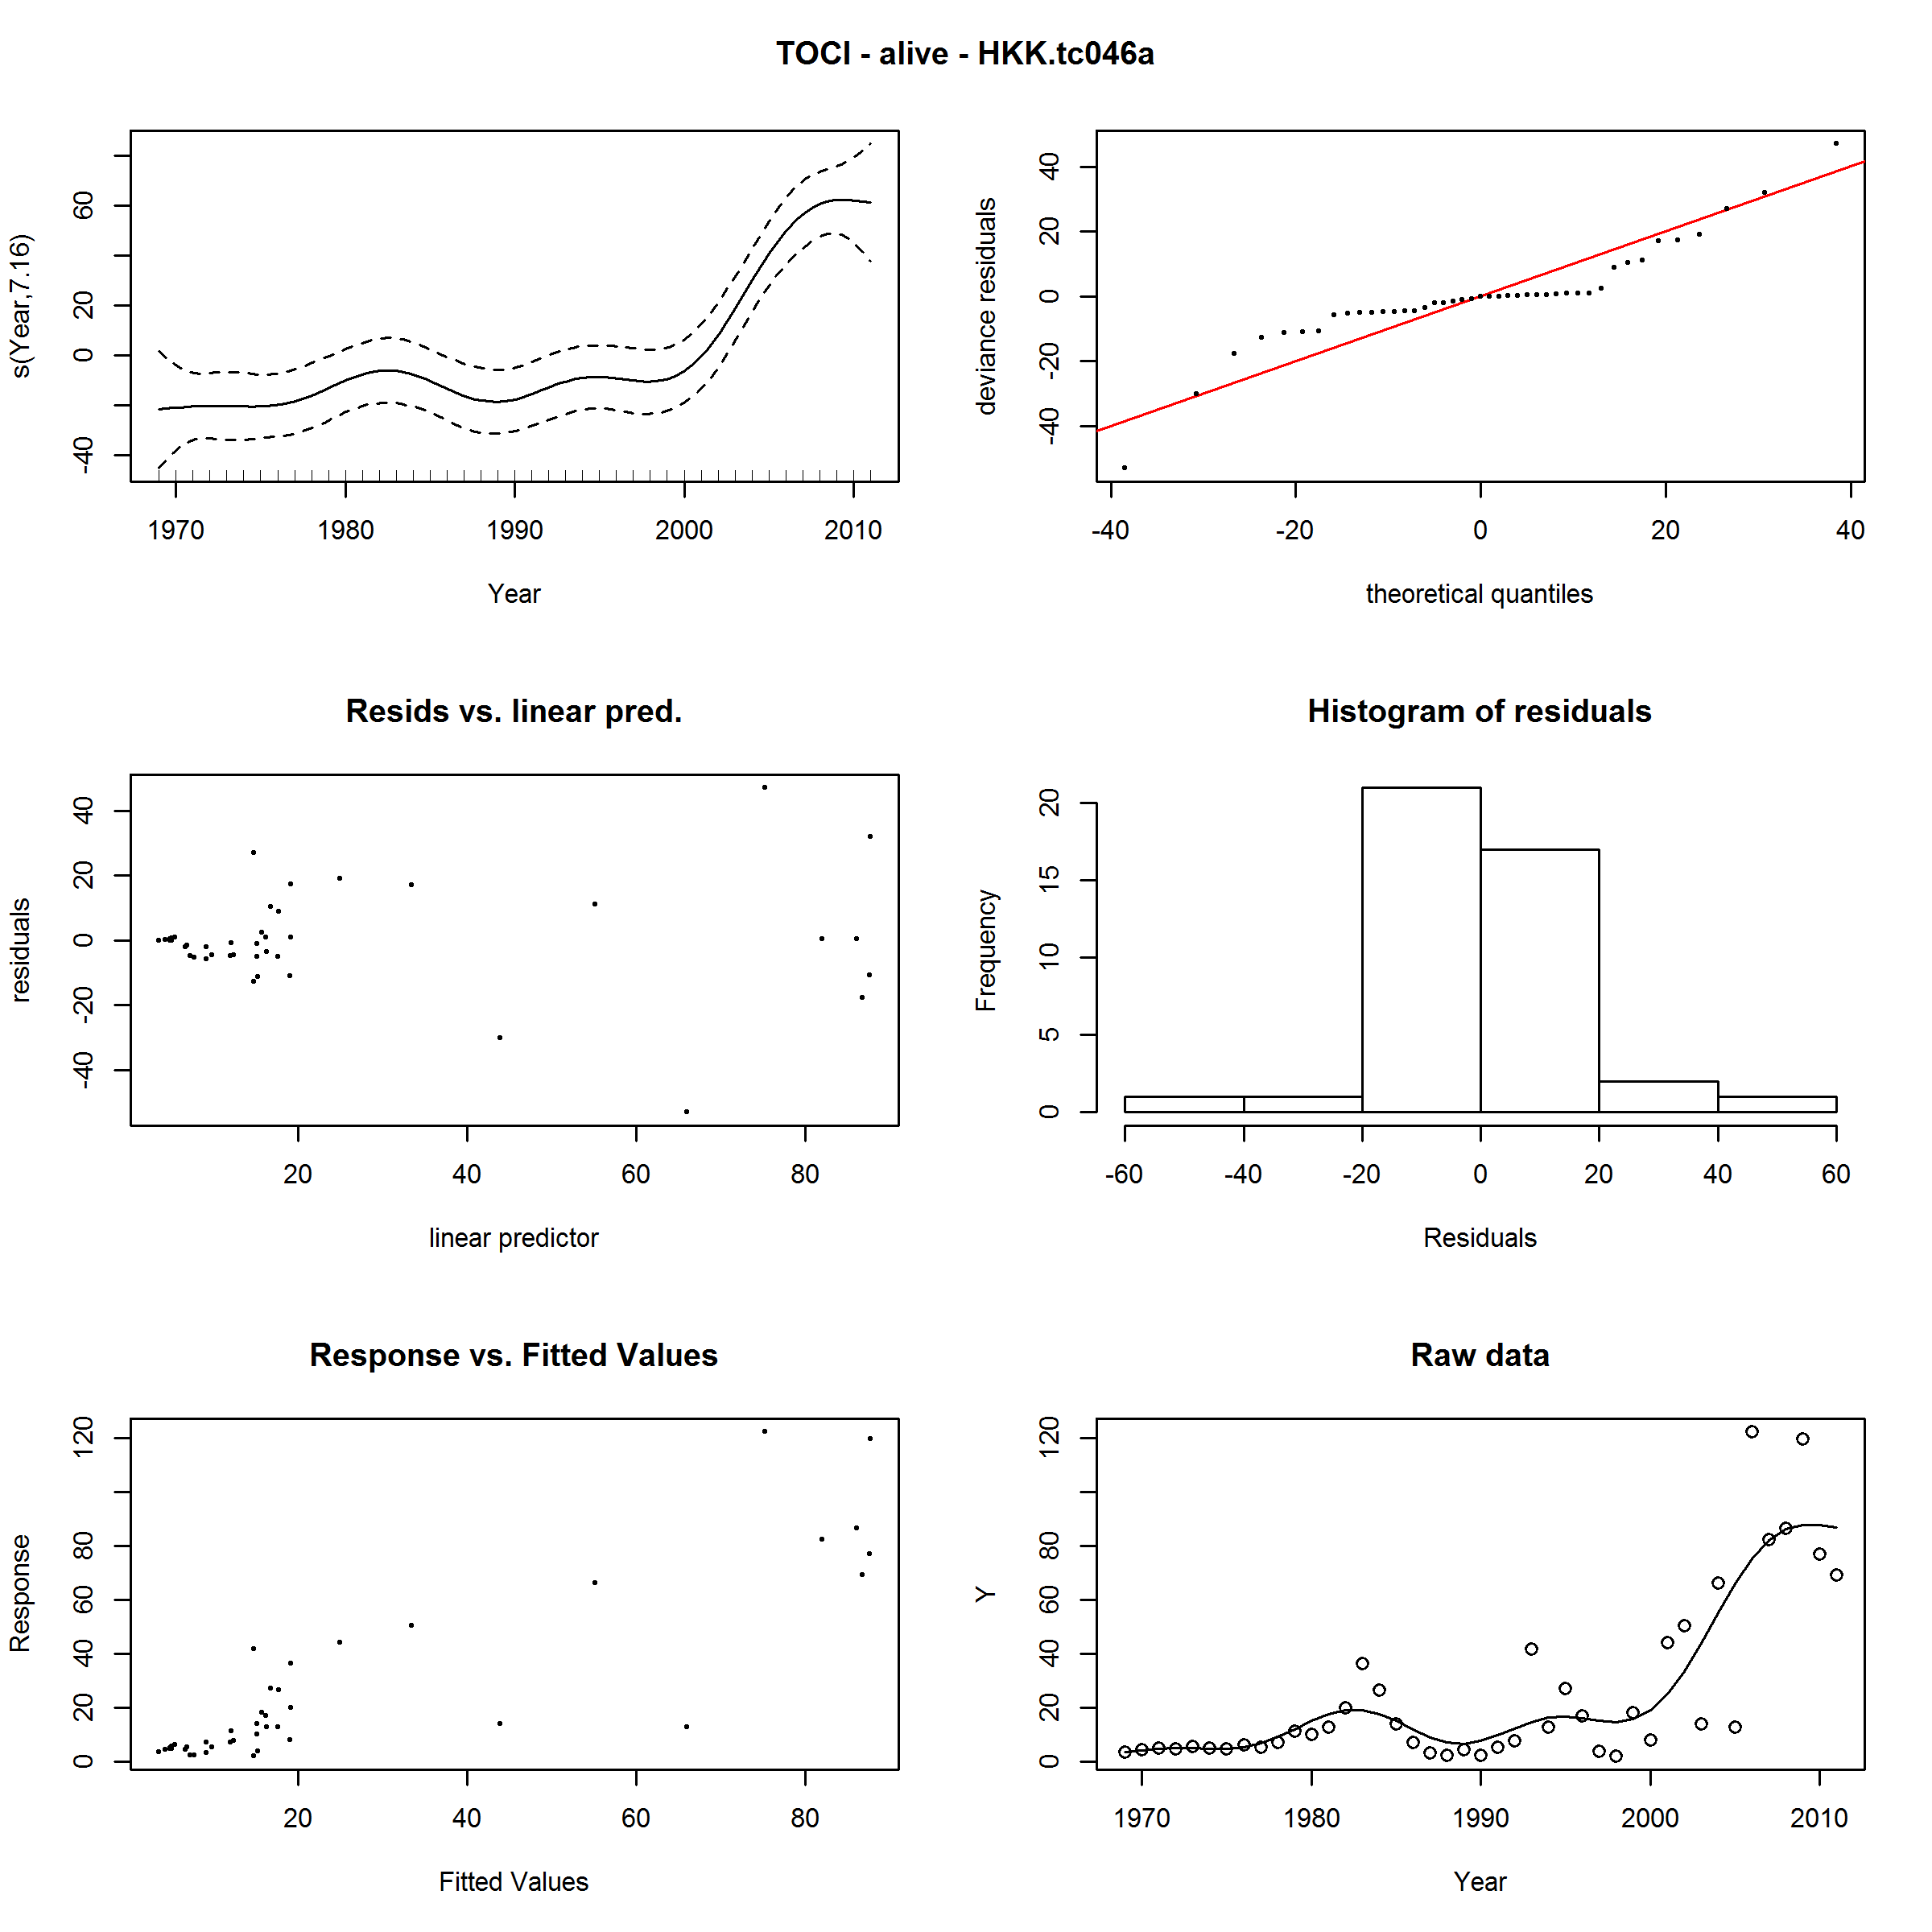 TOCI - alive - HKK.tc046a
s(Year,7.16)
-40 0 20 60
1970 1980 1990 2000 2010
Year
deviance residuals
-40 -20 0 20 40
-40 -20 0 20 40
theoretical quantiles
Resids vs. linear pred.
residuals
-40 -20 0 20 40
20 40 60 80
linear predictor
Histogram of residuals
Frequency
0 5 10 15 20
-60 -40 -20 0 20 40 60
Residuals
Response vs. Fitted Values
Response
0 20 40 60 80 120
20 40 60 80
Fitted Values
Raw data
Y
0 20 40 60 80 120
1970 1980 1990 2000 2010
Year